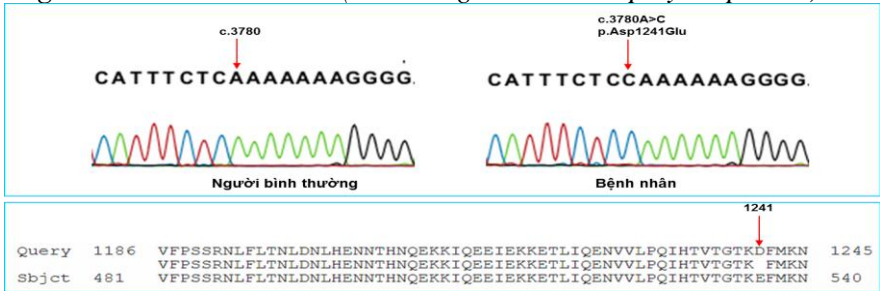 c.3780
CATTTCTCAAAAAAAGGGG.
Người bình thường
c.3780A>C
p.Asp1241Glu
CATTTCTCCAAAAAAGGGG.
Bệnh nhân
1241
Query 1186 VFPSSRNLFLTNLDNLHENNTHNQEKKIQEEIEKKETLIQENVVLPQIHTVTGTKDFMKN 1245
VFPSSRNLFLTNLDNLHENNTHNQEKKIQEEIEKKETLIQENVVLPQIHTVTGTK FMKN
Sbjct 481 VFPSSRNLFLTNLDNLHENNTHNQEKKIQEEIEKKETLIQENVVLPQIHTVTGTKEFMKN 540